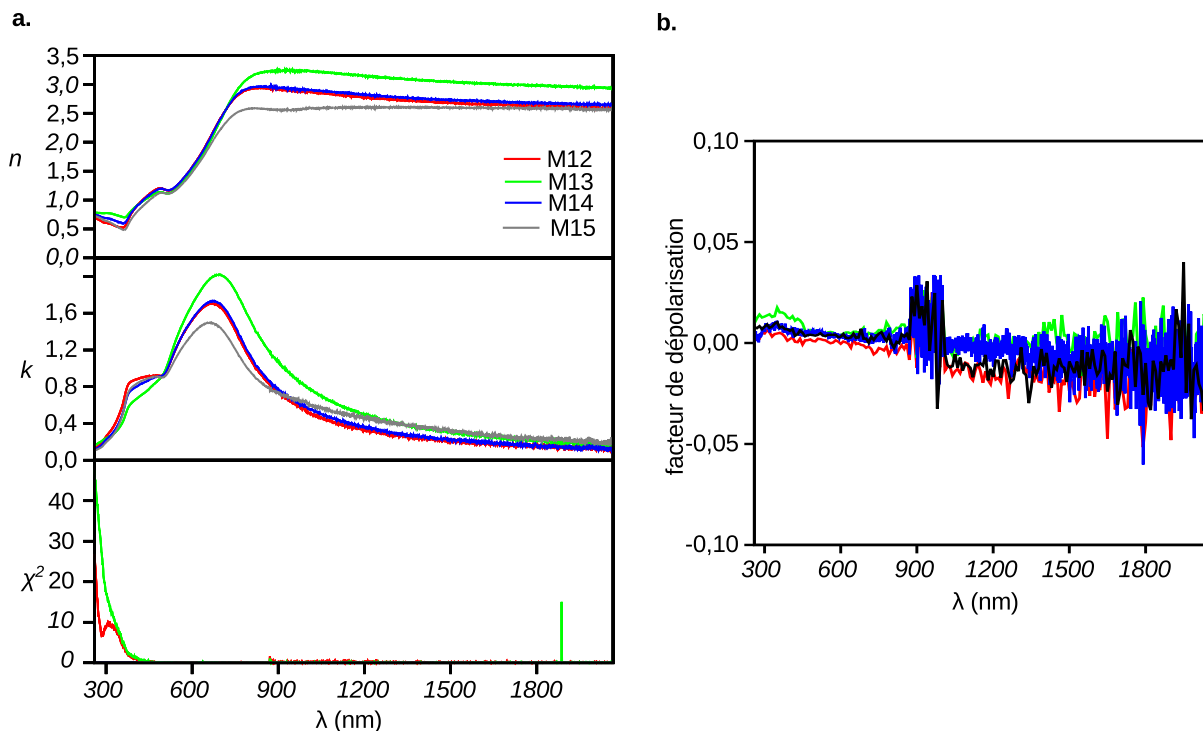 a.
3,5
3,0
2,5
2,0
1,5
1,0
0,5
0,0
n
M12
M13
M14
M15
1,6
1,2
0,8
0,4
0,0
k
40
30
20
10
0
χ2
300 600 900 1200 1500 1800
λ (nm)
b.
0,10
0,05
0,00
-0,05
-0,10
facteur de dépolarisation
300 600 900 1200 1500 1800
λ (nm)